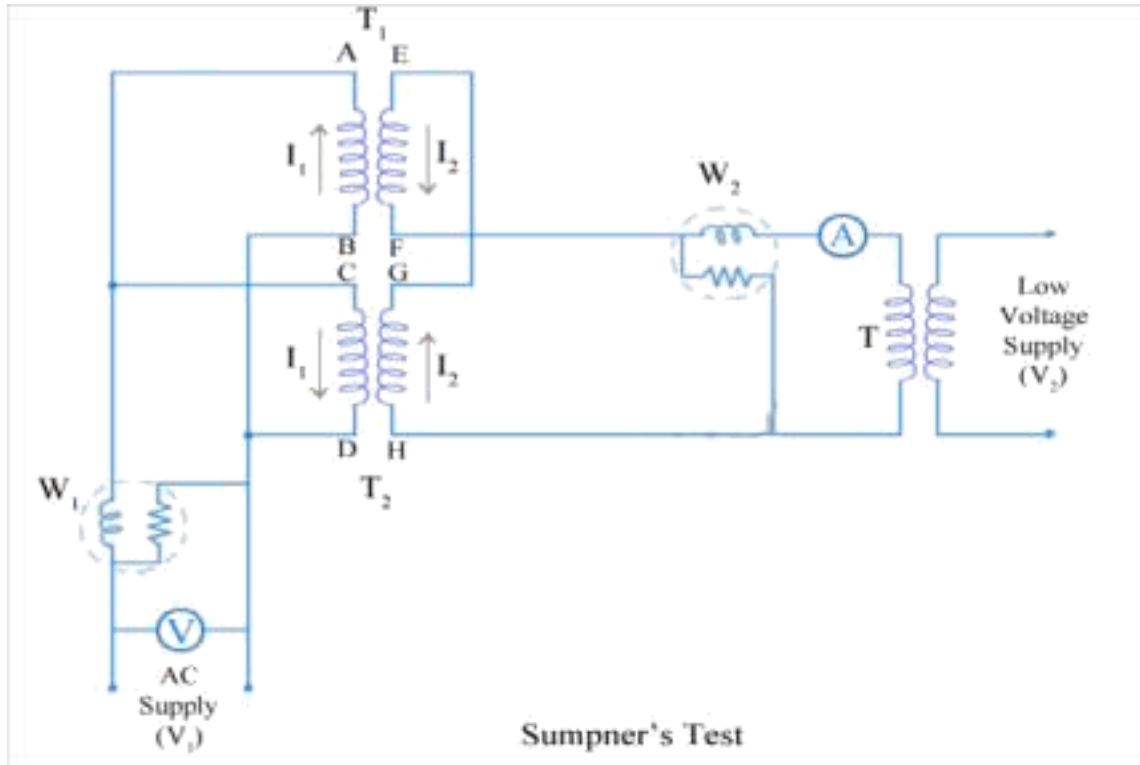 T₁
A E
I₁ I₂
W₂
A
B F
C G
I₁ I₂
T
Low
Voltage
Supply
(V₂)
D H
T₂
W₁
V
AC
Supply
(V₁)
Sumpner's Test